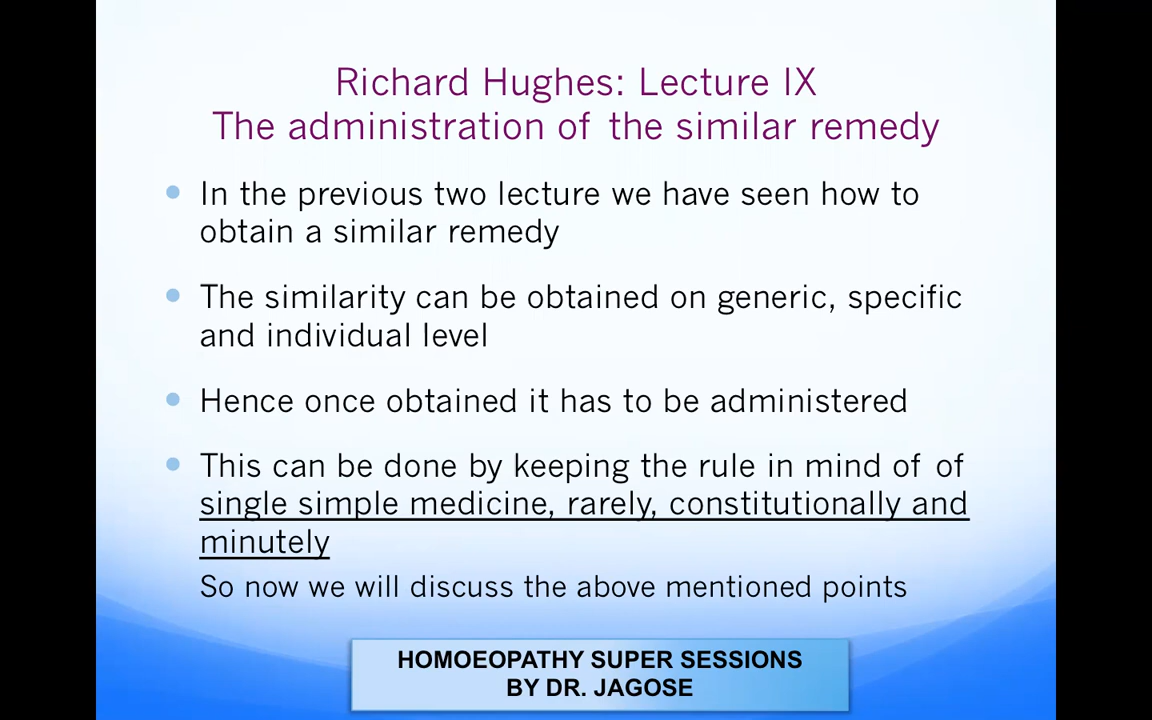 Richard Hughes: Lecture IX
The administration of the similar remedy
In the previous two lecture we have seen how to
obtain a similar remedy
The similarity can be obtained on generic, specific
and individual level
Hence once obtained it has to be administered
This can be done by keeping the rule in mind of of
single simple medicine, rarely, constitutionally and
minutely
So now we will discuss the above mentioned points
HOMOEOPATHY SUPER SESSIONS
BY DR. JAGOSE